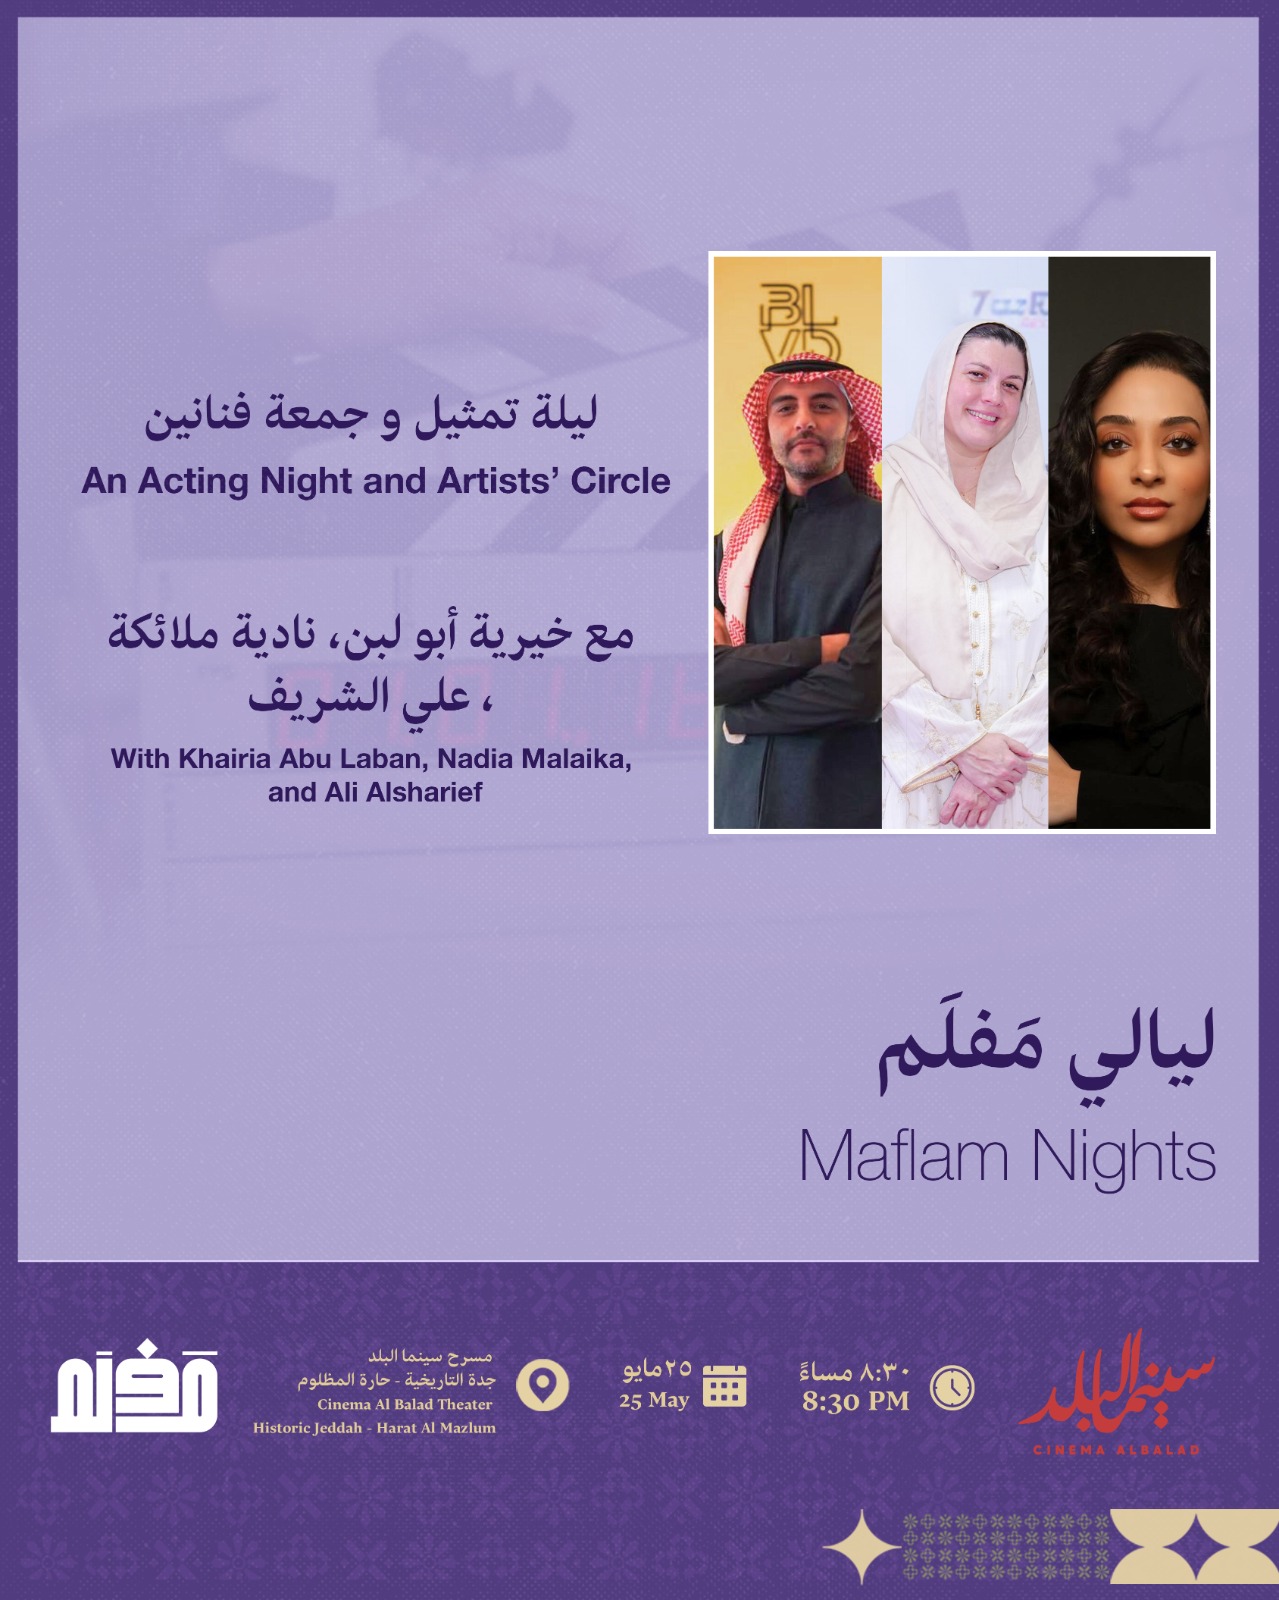 ليلة تمثيل و جمعة فنانين
An Acting Night and Artists’ Circle
مع خيرية أبو لبن، نادية ملائكة
، علي الشريف
With Khairia Abu Laban, Nadia Malaika,
and Ali Alsharief
BL
VD
ليالي مَفلَم
Maflam Nights
مفلم
مسرح سينما البلد
جدة التاريخية - حارة المظلوم
Cinema Al Balad Theater
Historic Jeddah - Harat Al Mazlum
٢٥مايو
25 May
٨:٣٠ مساءً
8:30 PM
سينما البلد
CINEMA ALBALAD